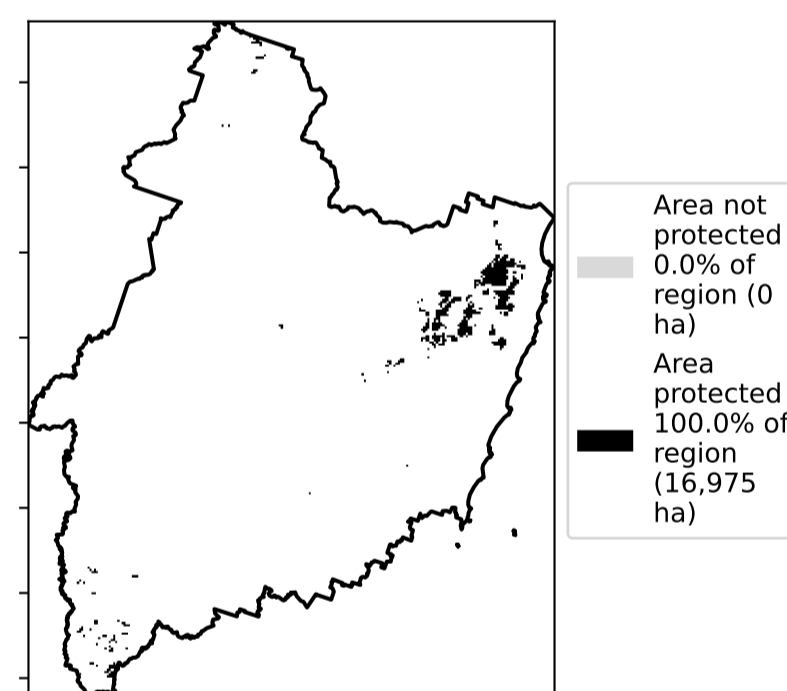 Area not
protected
0.0% of
region (0
ha)
Area
protected
100.0% of
region
(16,975
ha)